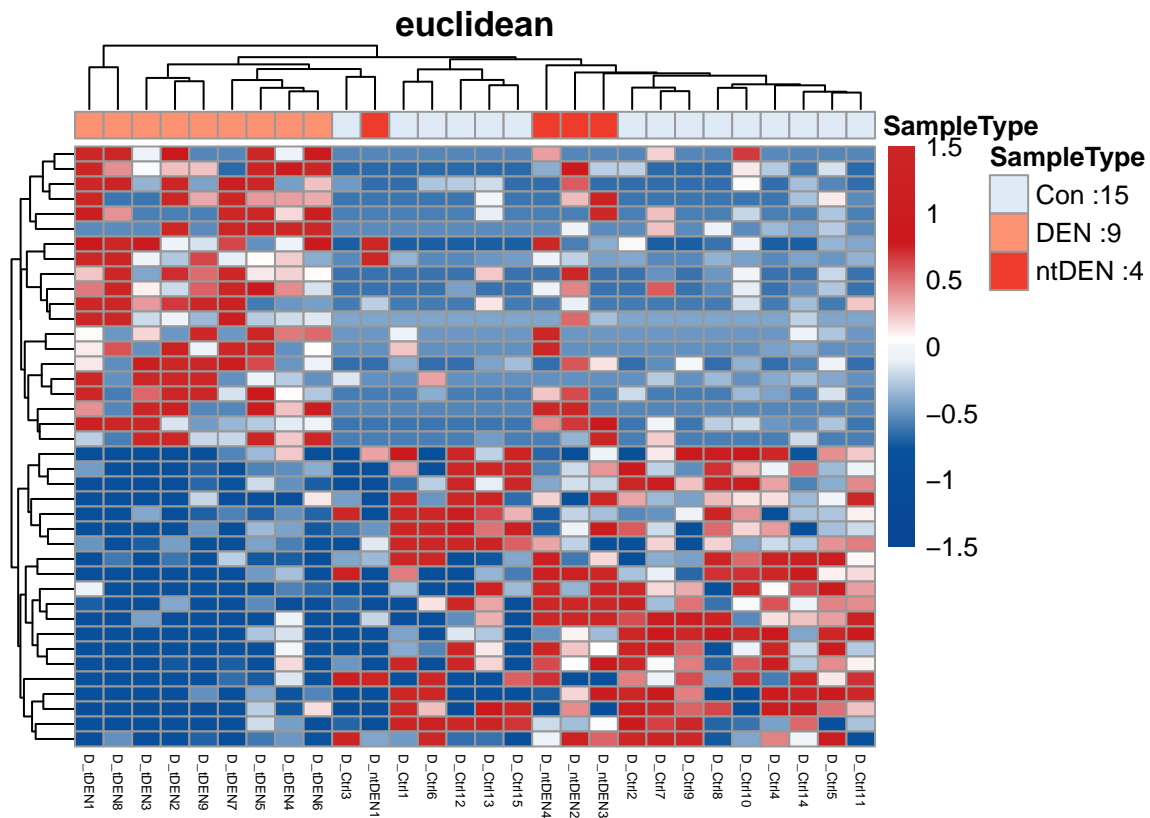 euclidean
SampleType
1.5
1
0.5
0
−0.5
−1
−1.5
SampleType
Con :15
DEN :9
ntDEN :4
D_tDEN1
D_tDEN8
D_tDEN3
D_tDEN2
D_tDEN9
D_tDEN7
D_tDEN5
D_tDEN4
D_tDEN6
D_Ctrl3
D_ntDEN1
D_Ctrl1
D_Ctrl6
D_Ctrl12
D_Ctrl13
D_Ctrl15
D_ntDEN4
D_ntDEN2
D_ntDEN3
D_Ctrl2
D_Ctrl7
D_Ctrl9
D_Ctrl8
D_Ctrl10
D_Ctrl4
D_Ctrl14
D_Ctrl5
D_Ctrl11